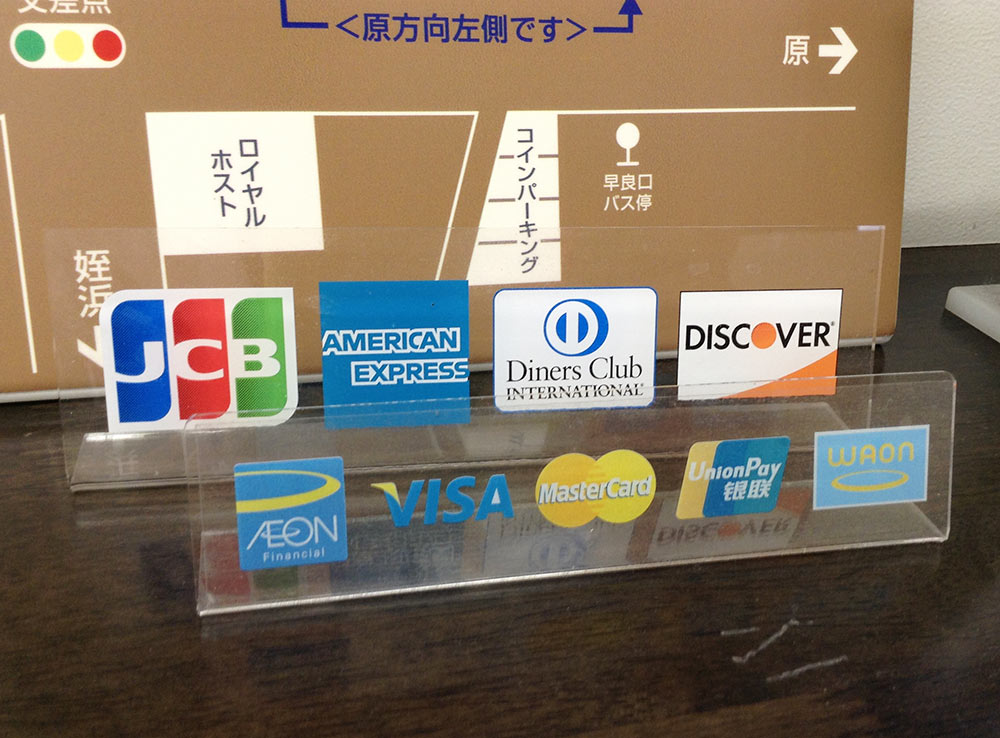 交差点
<原方向左側です>
原
ロイヤル
ホスト
コインパーキング
早良口
バス停
姪浜
JCB
AMERICAN
EXPRESS
Diners Club
INTERNATIONAL®
DISCOVER®
ÆON
Financial
VISA
MasterCard
UnionPay
银联
WAON